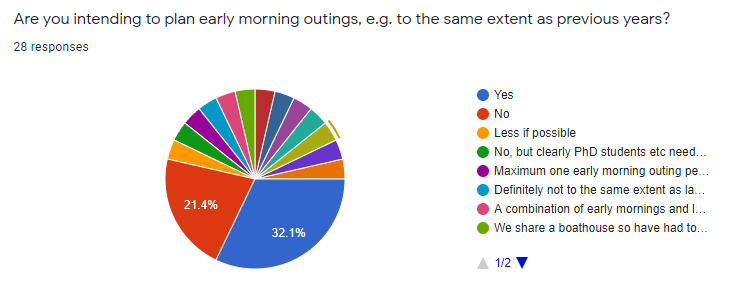 Are you intending to plan early morning outings, e.g. to the same extent as previous years?
28 responses
21.4%
32.1%
Yes
No
Less if possible
No, but clearly PhD students etc need...
Maximum one early morning outing pe...
Definitely not to the same extent as la...
A combination of early mornings and l...
We share a boathouse so have had to...
1/2